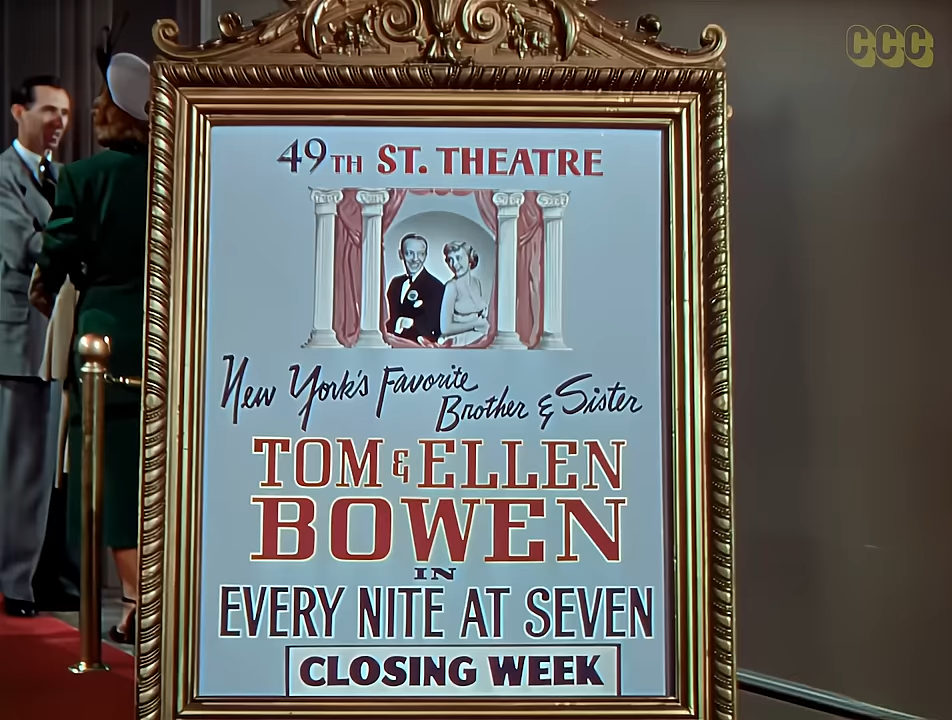 CCC
49TH ST. THEATRE
New York's Favorite
Brother & Sister
TOM & ELLEN
BOWEN
IN
EVERY NITE AT SEVEN
CLOSING WEEK